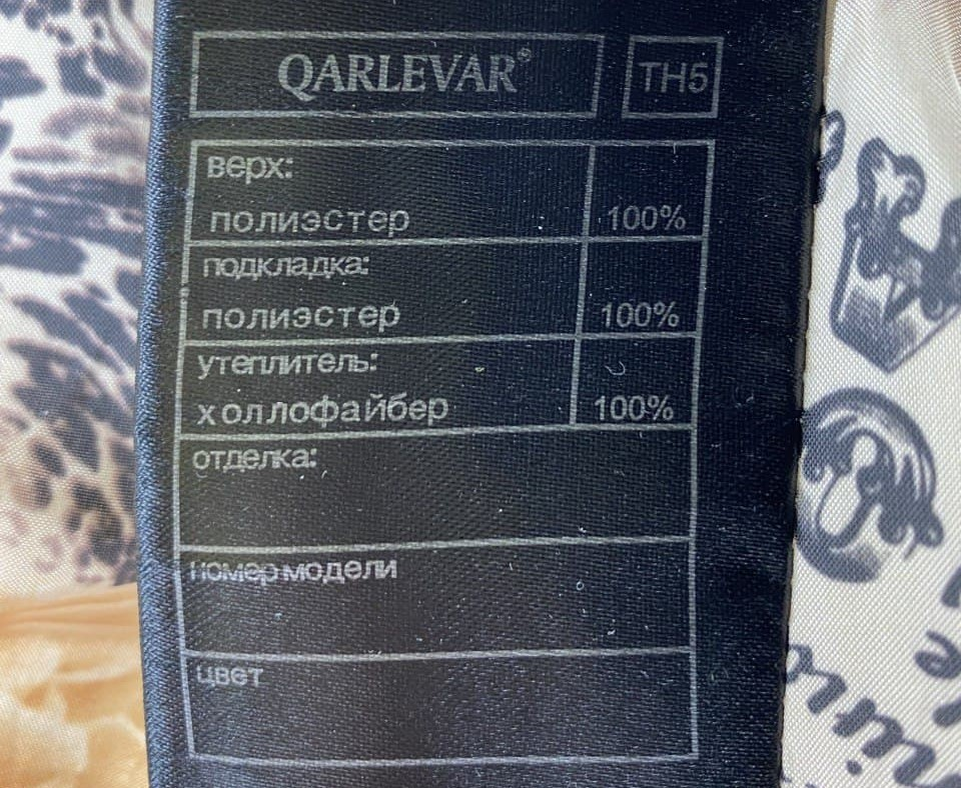 QARLEVAR® TH5
верх:
полиэстер 100%
подкладка:
полиэстер 100%
утеплитель:
холлофайбер 100%
отделка:
номер модели
цвет